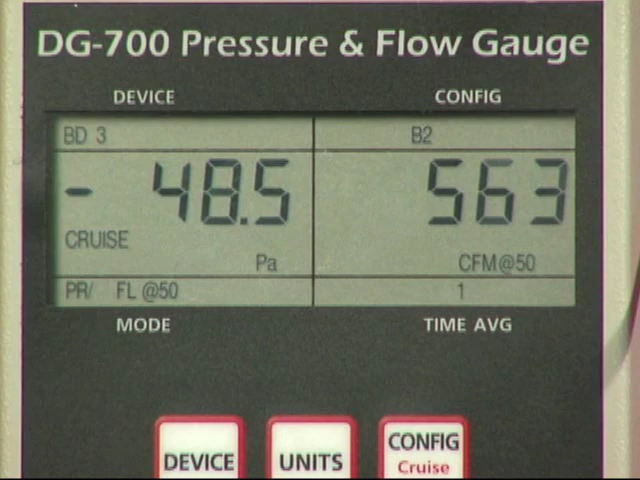 DG-700 Pressure & Flow Gauge
DEVICE CONFIG
BD 3 B2
- 48.5 563
CRUISE
Pa CFM@50
PR/ FL @50 1
MODE TIME AVG
DEVICE UNITS CONFIG
Cruise